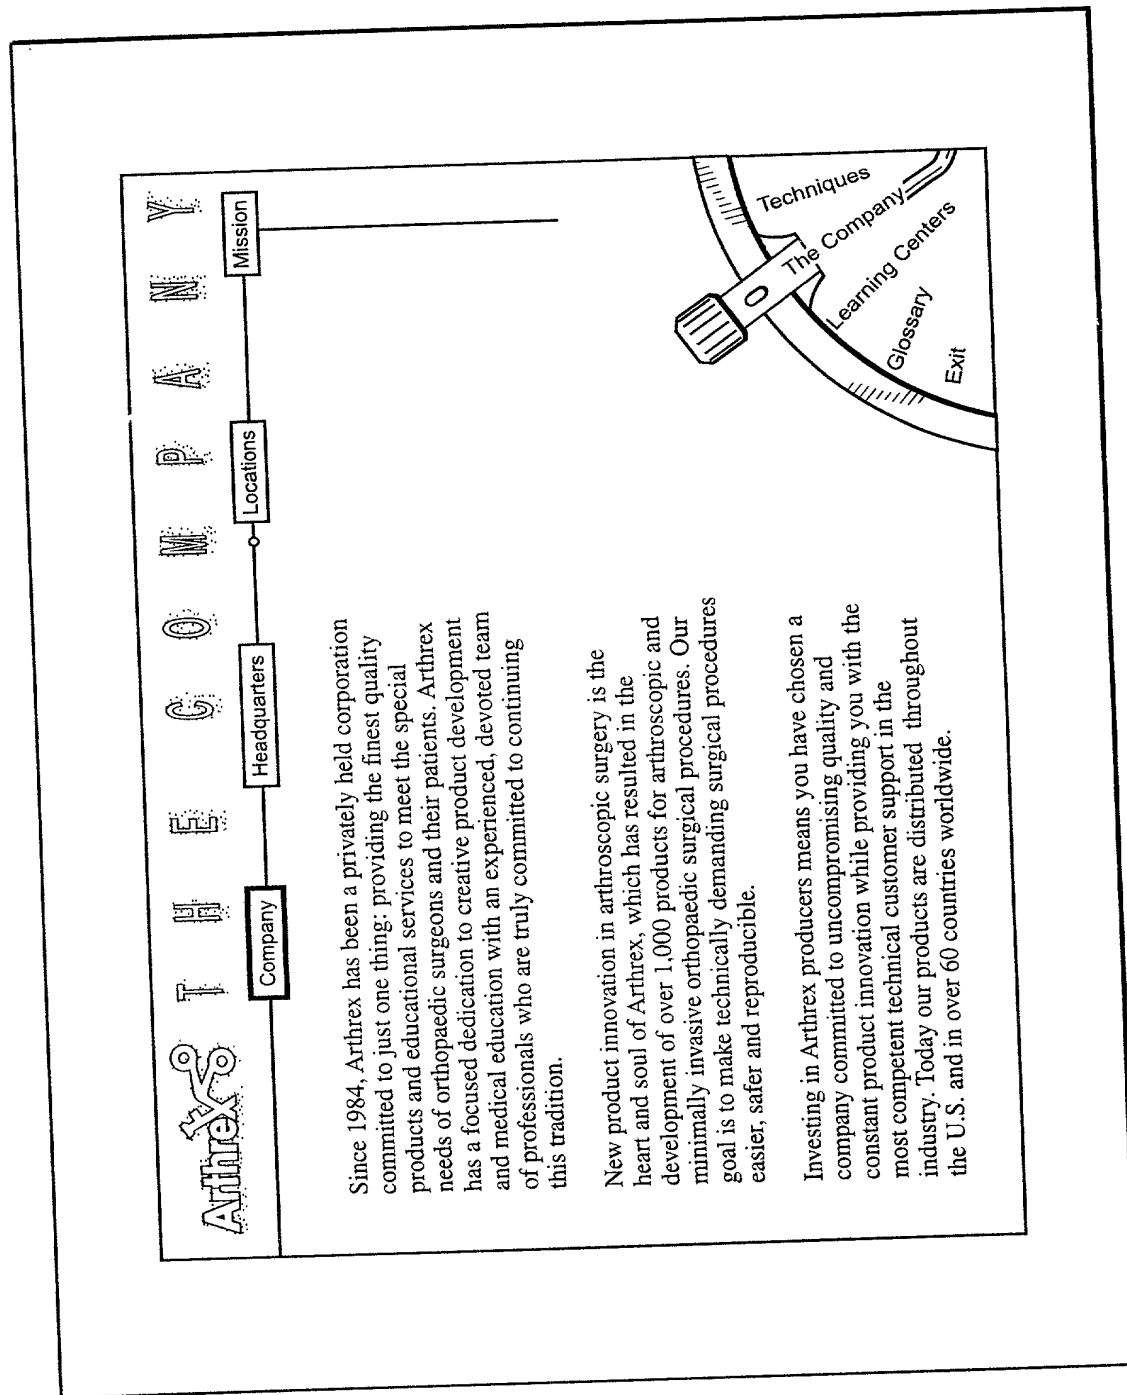 Arthrex THE COMPANY
Company Headquarters Locations Mission
Since 1984, Arthrex has been a privately held corporation
committed to just one thing: providing the finest quality
products and educational services to meet the special
needs of orthopaedic surgeons and their patients. Arthrex
has a focused dedication to creative product development
and medical education with an experienced, devoted team
of professionals who are truly committed to continuing
this tradition.
New product innovation in arthroscopic surgery is the
heart and soul of Arthrex, which has resulted in the
development of over 1,000 products for arthroscopic and
minimally invasive orthopaedic surgical procedures. Our
goal is to make technically demanding surgical procedures
easier, safer and reproducible.
Investing in Arthrex producers means you have chosen a
company committed to uncompromising quality and
constant product innovation while providing you with the
most competent technical customer support in the
industry. Today our products are distributed throughout
the U.S. and in over 60 countries worldwide.
Techniques
The Company
Learning Centers
Glossary
Exit